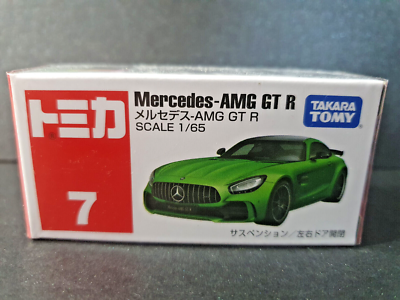 トミカ
7
Mercedes-AMG GT R
メルセデス-AMG GT R
SCALE 1/65
TAKARA
TOMY
サスペンション/左右ドア開閉